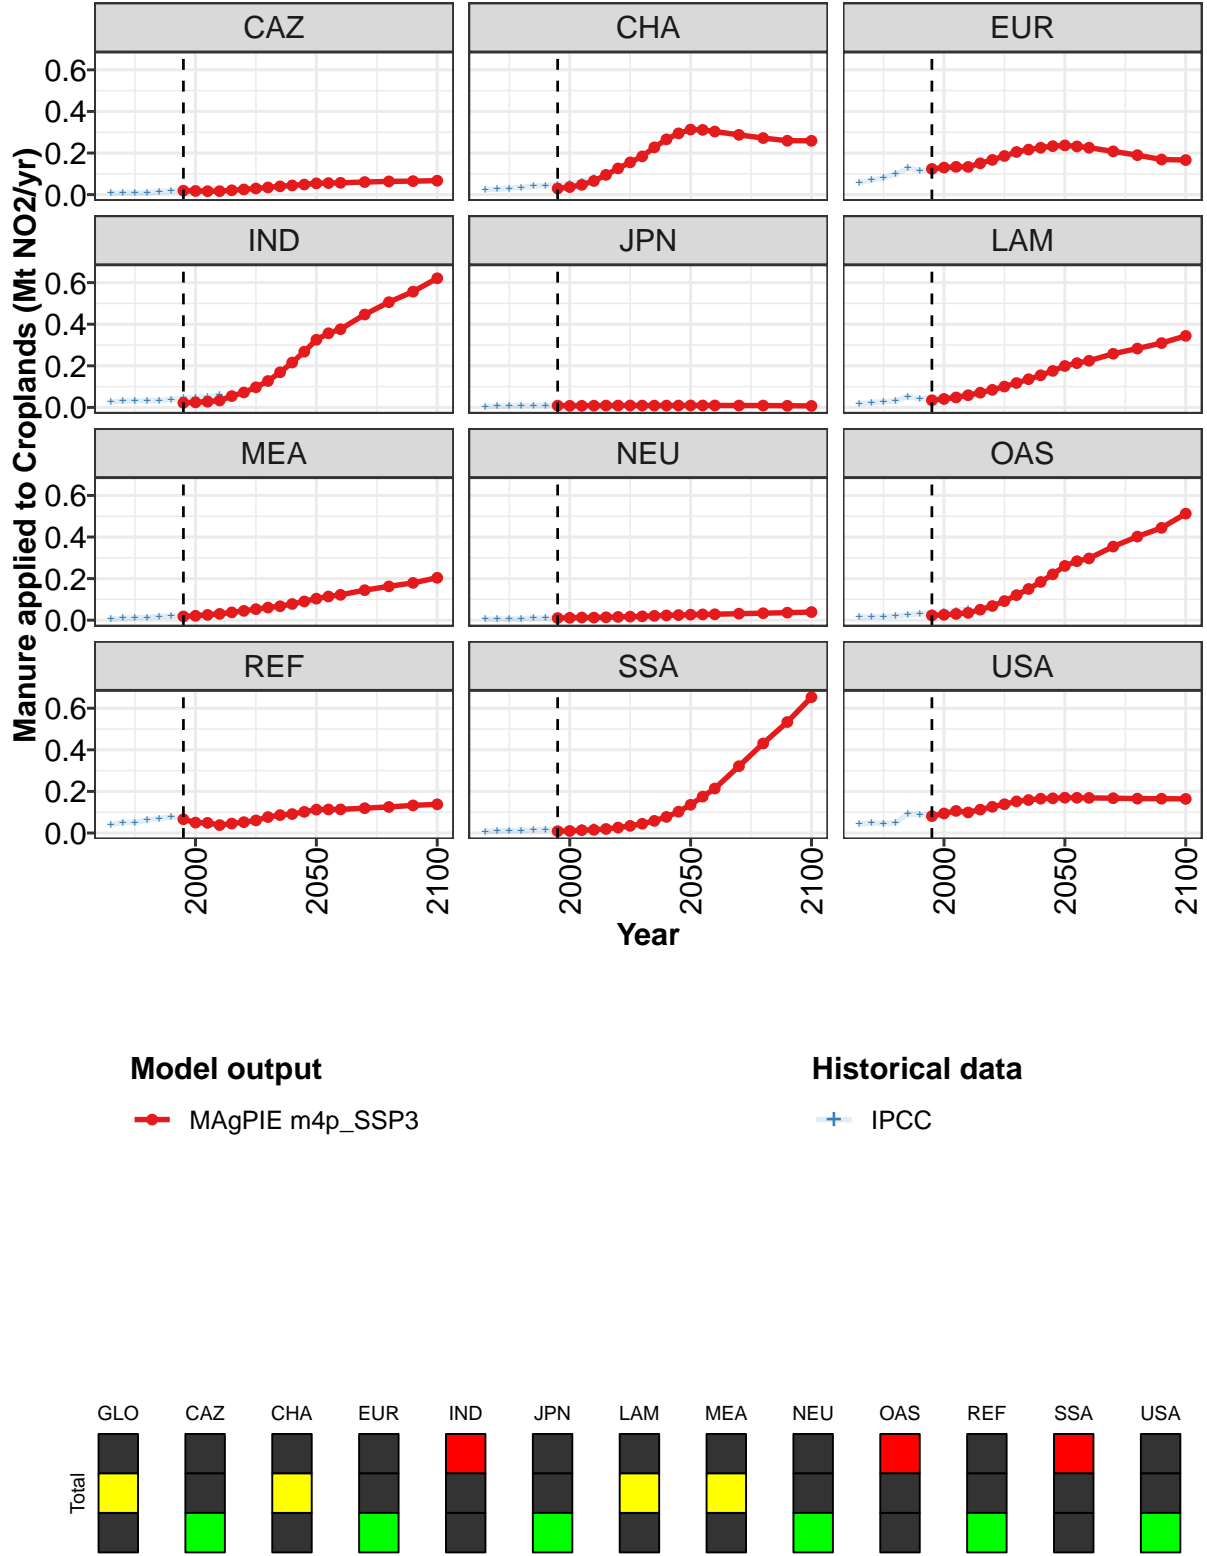 CAZ CHA EUR
0.6
0.4
0.2
0.0
IND JPN LAM
0.6
0.4
0.2
0.0
MEA NEU OAS
0.6
0.4
0.2
0.0
REF SSA USA
0.6
0.4
0.2
0.0
Manure applied to Croplands (Mt NO2/yr)
2000 2050 2100 2000 2050 2100 2000 2050 2100
Year
Model output
MAgPIE m4p_SSP3
Historical data
IPCC
GLO CAZ CHA EUR IND JPN LAM MEA NEU OAS REF SSA USA
Total